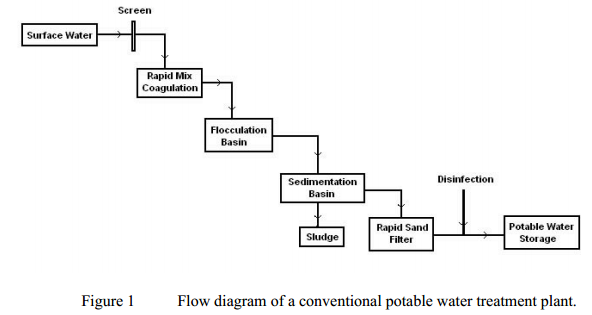 Screen
Surface Water
Rapid Mix
Coagulation
Flocculation
Basin
Sedimentation
Basin
Disinfection
Sludge
Rapid Sand
Filter
Potable Water
Storage
Figure 1 Flow diagram of a conventional potable water treatment plant.